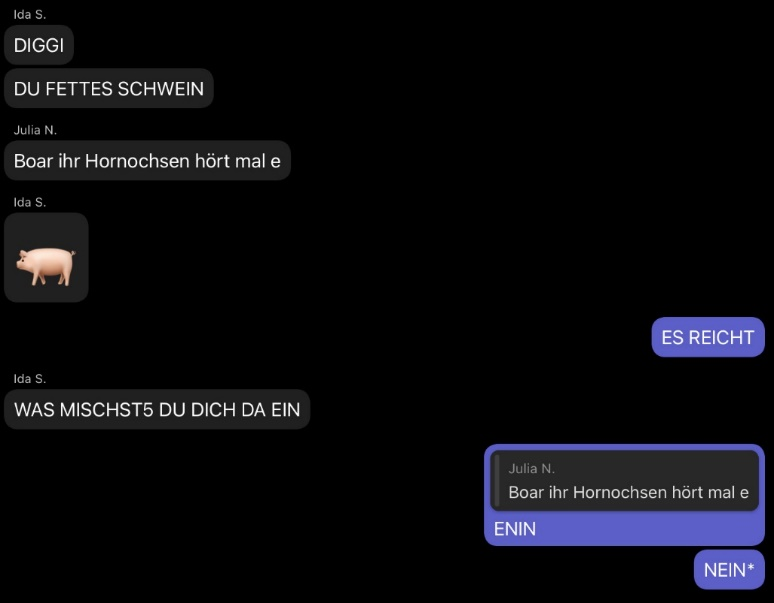 Ida S.
DIGGI
DU FETTES SCHWEIN
Julia N.
Boar ihr Hornochsen hört mal e
Ida S.
ES REICHT
Ida S.
WAS MISCHST5 DU DICH DA EIN
Julia N.
Boar ihr Hornochsen hört mal e
ENIN
NEIN*